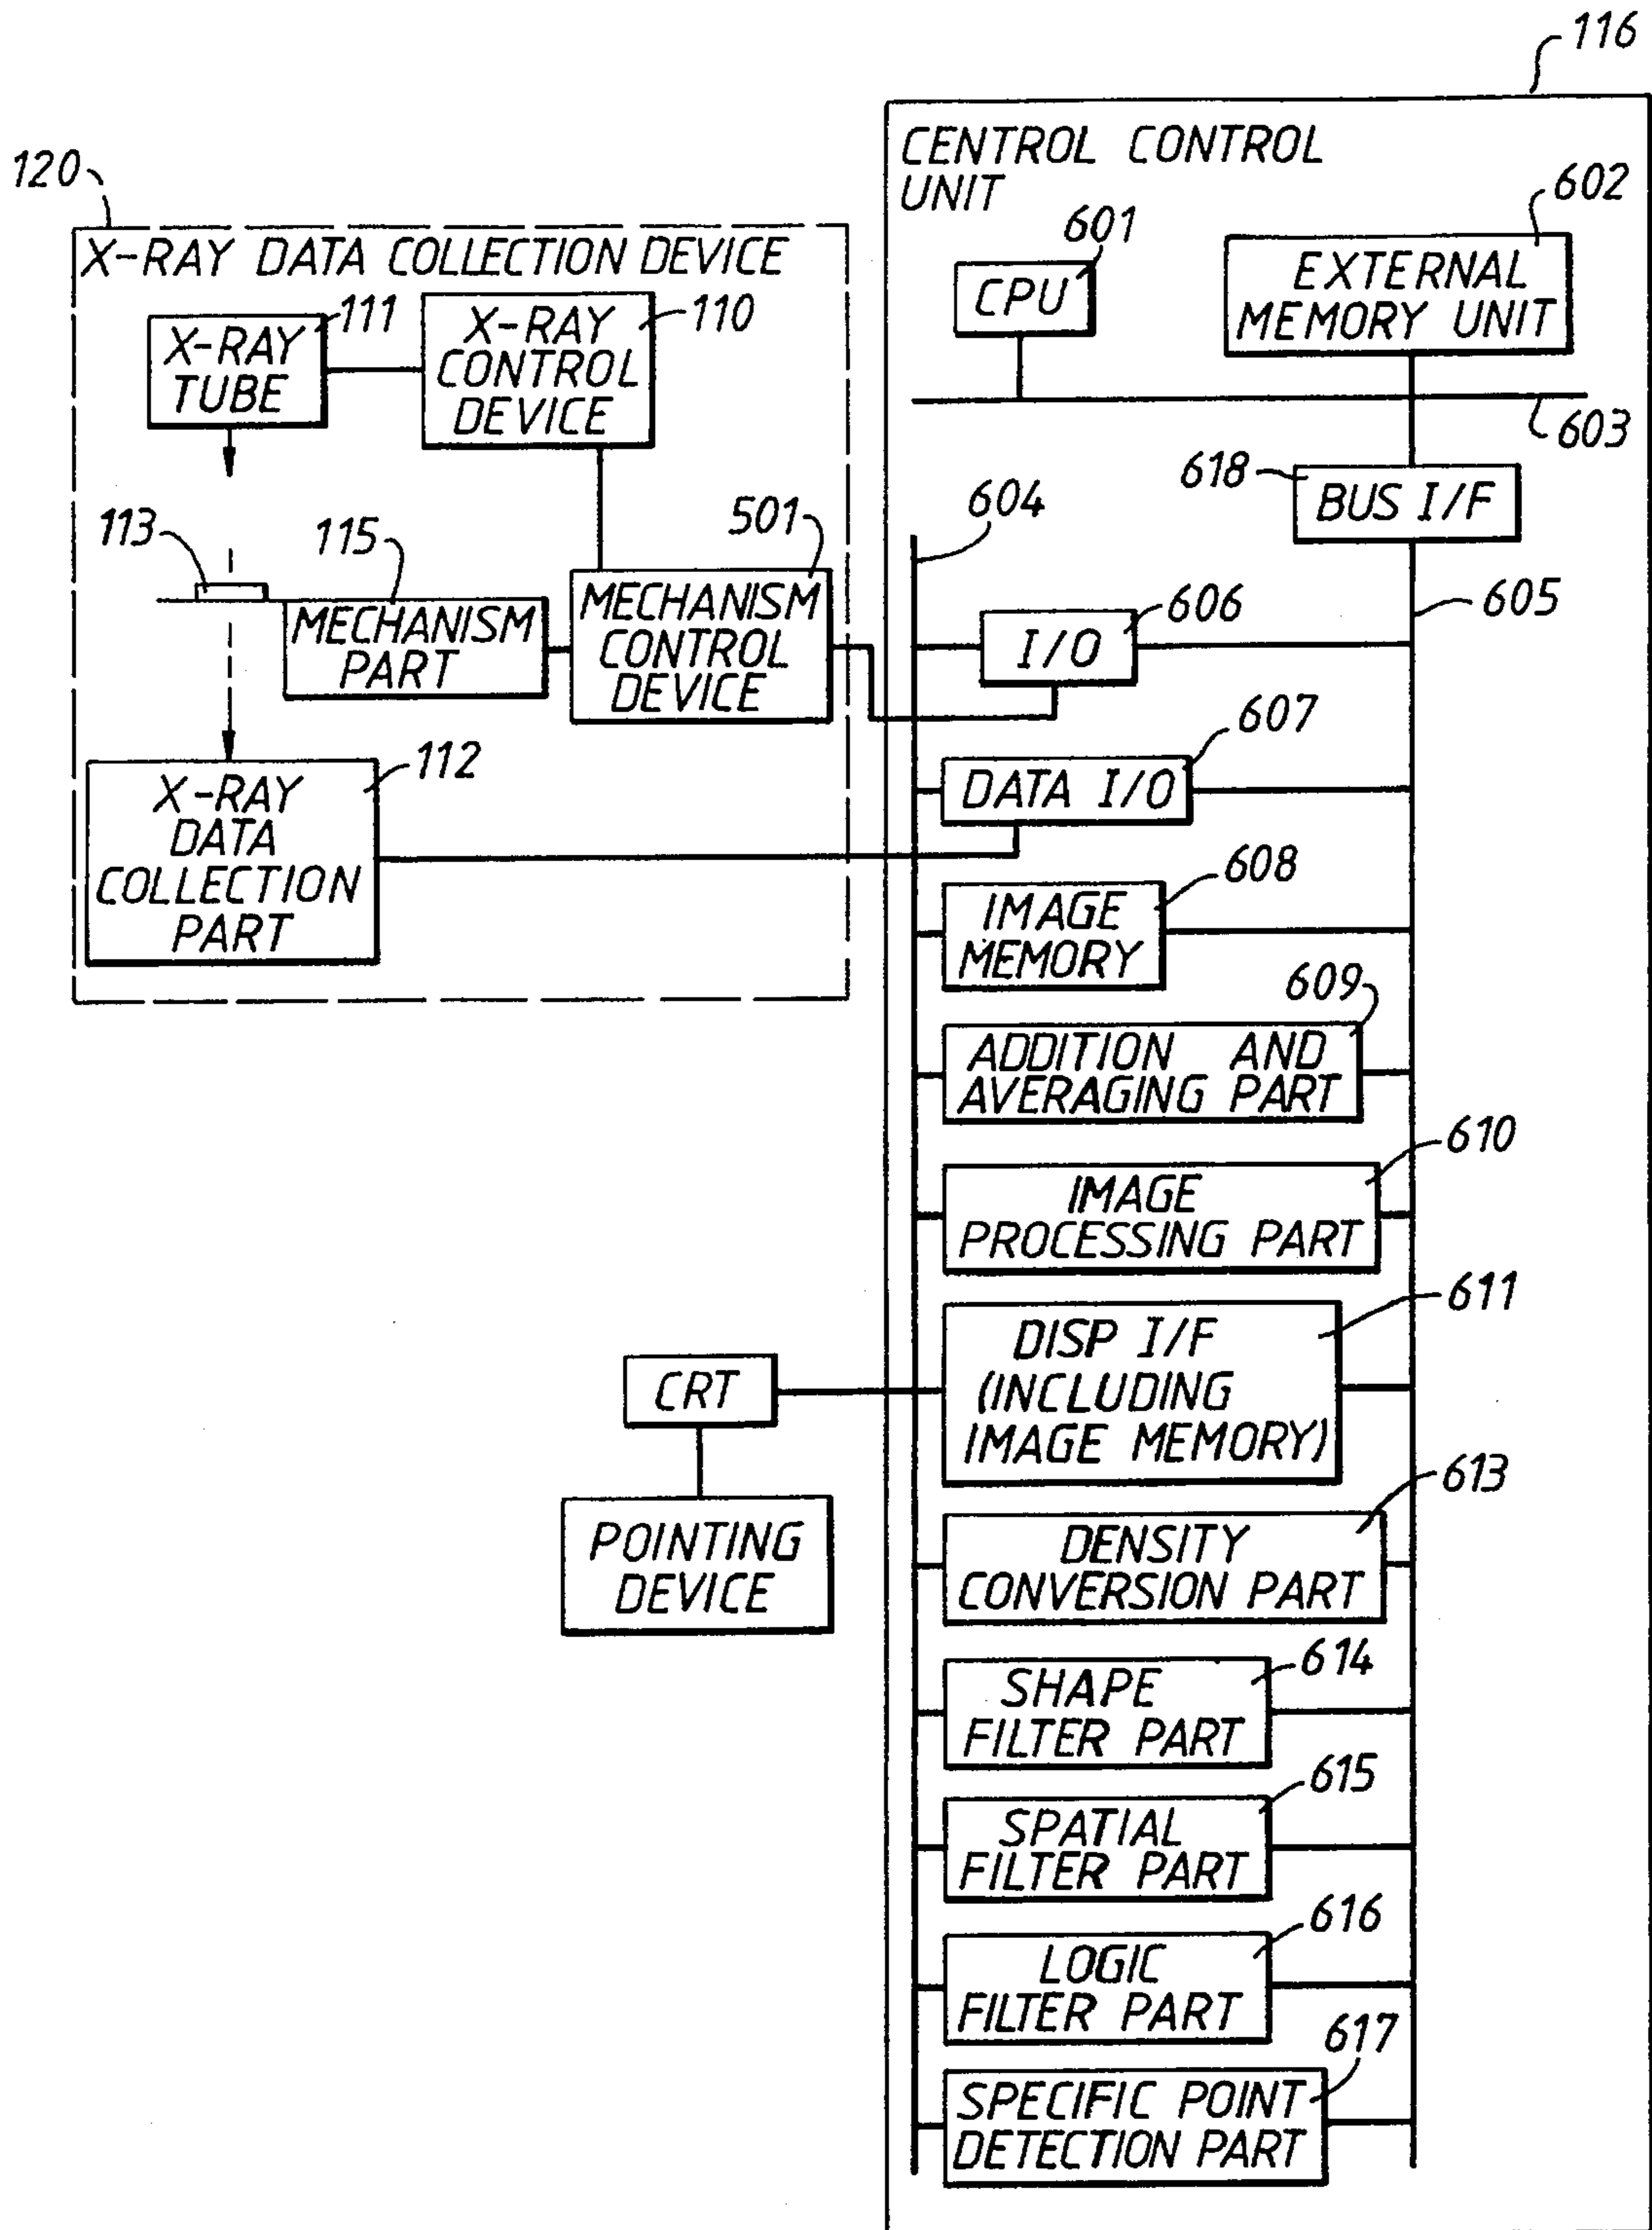 116
CENTROL CONTROL
UNIT
120
602
601
X-RAY DATA COLLECTION DEVICE
EXTERNAL
MEMORY UNIT
CPU
111
110
X-RAY
TUBE
X-RAY
CONTROL
DEVICE
603
618
BUS I/F
604
113
115
501
605
606
MECHANISM
PART
MECHANISM
CONTROL
DEVICE
I/O
607
112
DATA I/O
X-RAY
DATA
COLLECTION
PART
608
IMAGE
MEMORY
609
ADDITION AND
AVERAGING PART
610
IMAGE
PROCESSING PART
611
DISP I/F
(INCLUDING
IMAGE MEMORY)
CRT
613
POINTING
DEVICE
DENSITY
CONVERSION PART
614
SHAPE
FILTER PART
615
SPATIAL
FILTER PART
616
LOGIC
FILTER PART
617
SPECIFIC POINT
DETECTION PART